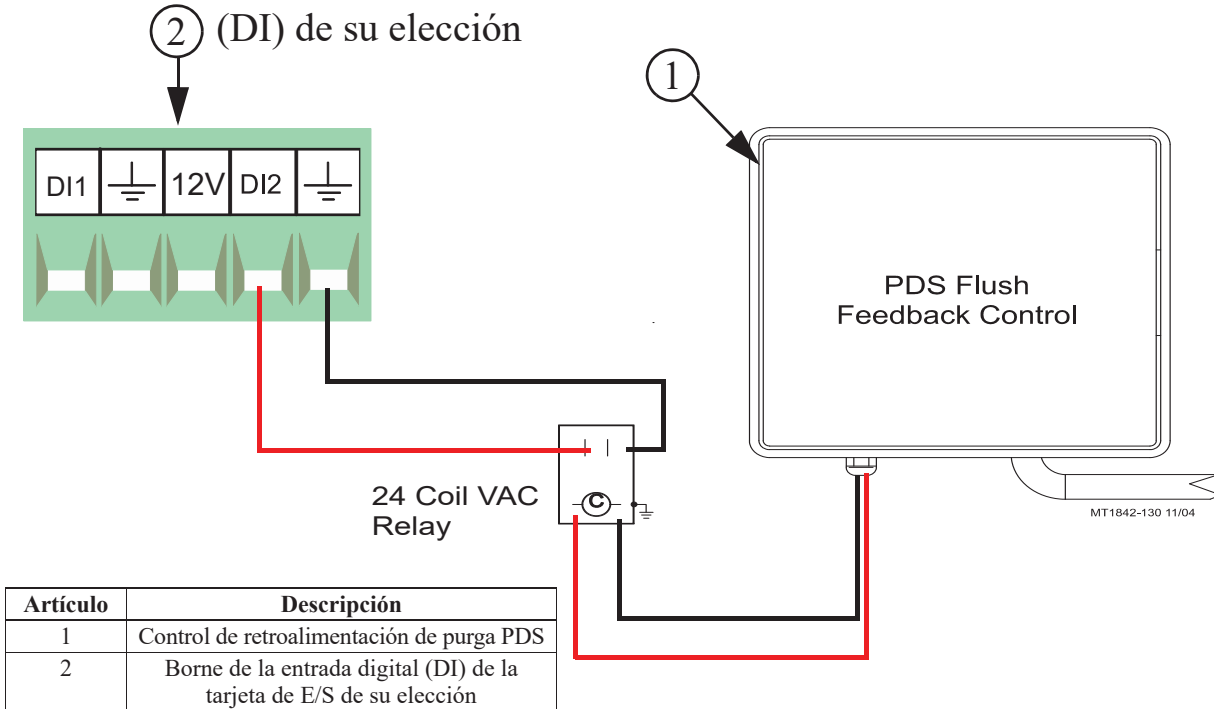 2 (DI) de su elección
1
DI1 12V DI2
PDS Flush
Feedback Control
24 Coil VAC
Relay
C
MT1842-130 11/04
Artículo Descripción
1 Control de retroalimentación de purga PDS
2 Borne de la entrada digital (DI) de la
tarjeta de E/S de su elección